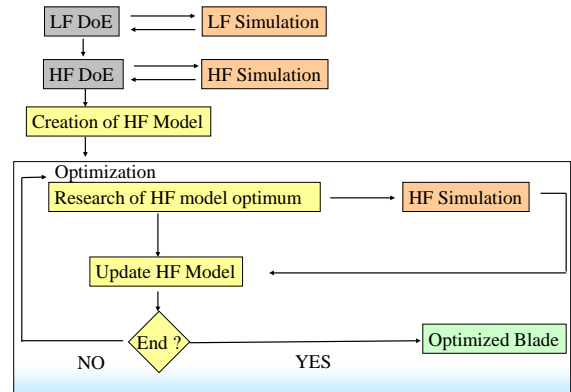 LF DoE
LF Simulation
HF DoE
HF Simulation
Creation of HF Model
Optimization
Research of HF model optimum
HF Simulation
Update HF Model
End ?
Optimized Blade
NO
YES